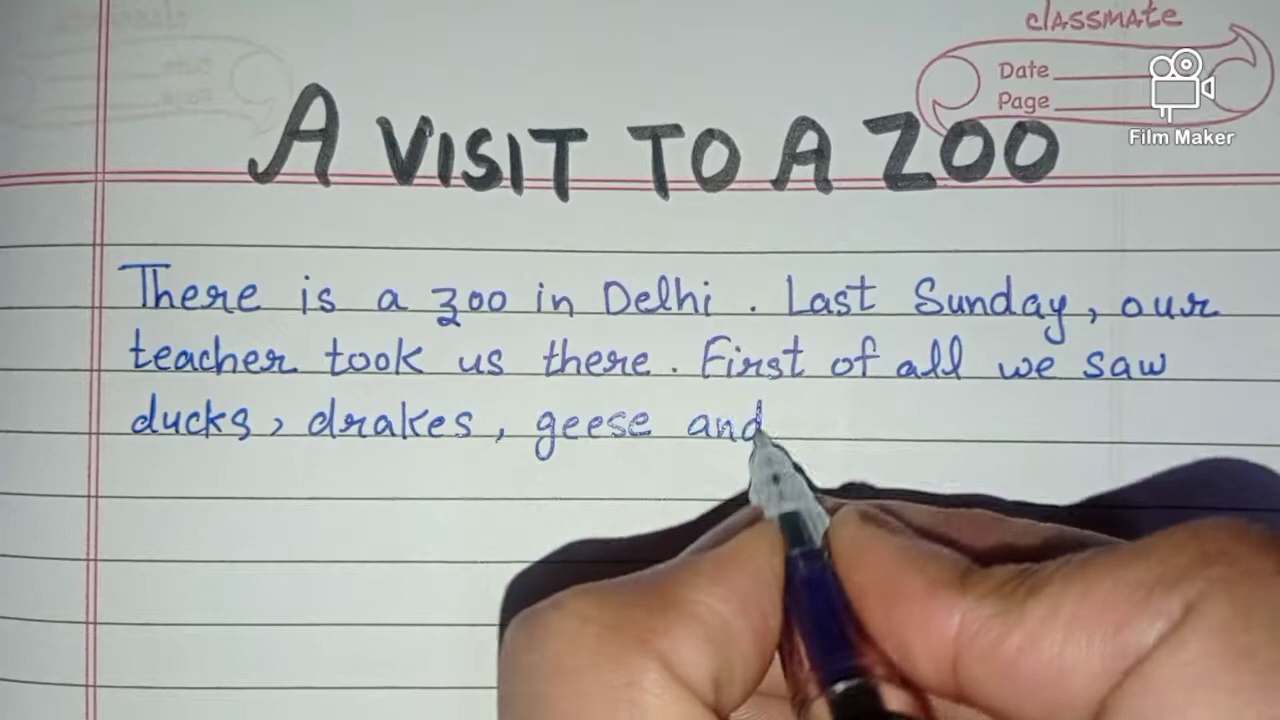 classmate
Date
Page
Film Maker
A VISIT TO A ZOO
There is a zoo in Delhi. Last Sunday, our
teacher took us there. First of all we saw
ducks, drakes, geese and